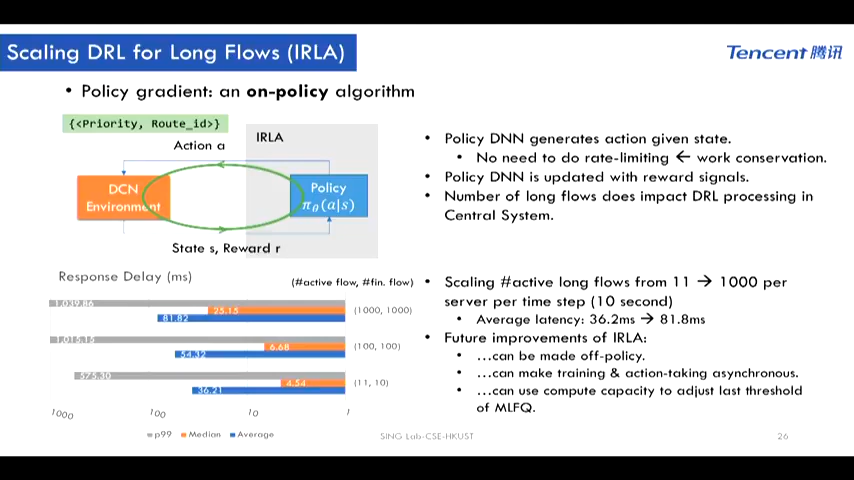 Scaling DRL for Long Flows (IRLA)
Tencent 腾讯
• Policy gradient: an on-policy algorithm
{<Priority, Route_id>}
IRLA
Action a
DCN
Environment
Policy
π_θ(a|s)
State s, Reward r
• Policy DNN generates action given state.
• No need to do rate-limiting ← work conservation.
• Policy DNN is updated with reward signals.
• Number of long flows does impact DRL processing in
Central System.
Response Delay (ms)
(#active flow, #fin. flow)
1,039.86
25.15
81.82
(1000, 1000)
1,015.15
6.68
54.32
(100, 100)
575.30
4.54
36.21
(11, 10)
1000
100
10
1
p99
Median
Average
• Scaling #active long flows from 11 → 1000 per
server per time step (10 second)
• Average latency: 36.2ms → 81.8ms
• Future improvements of IRLA:
• …can be made off-policy.
• …can make training & action-taking asynchronous.
• …can use compute capacity to adjust last threshold
of MLFQ.
SING Lab-CSE-HKUST
26